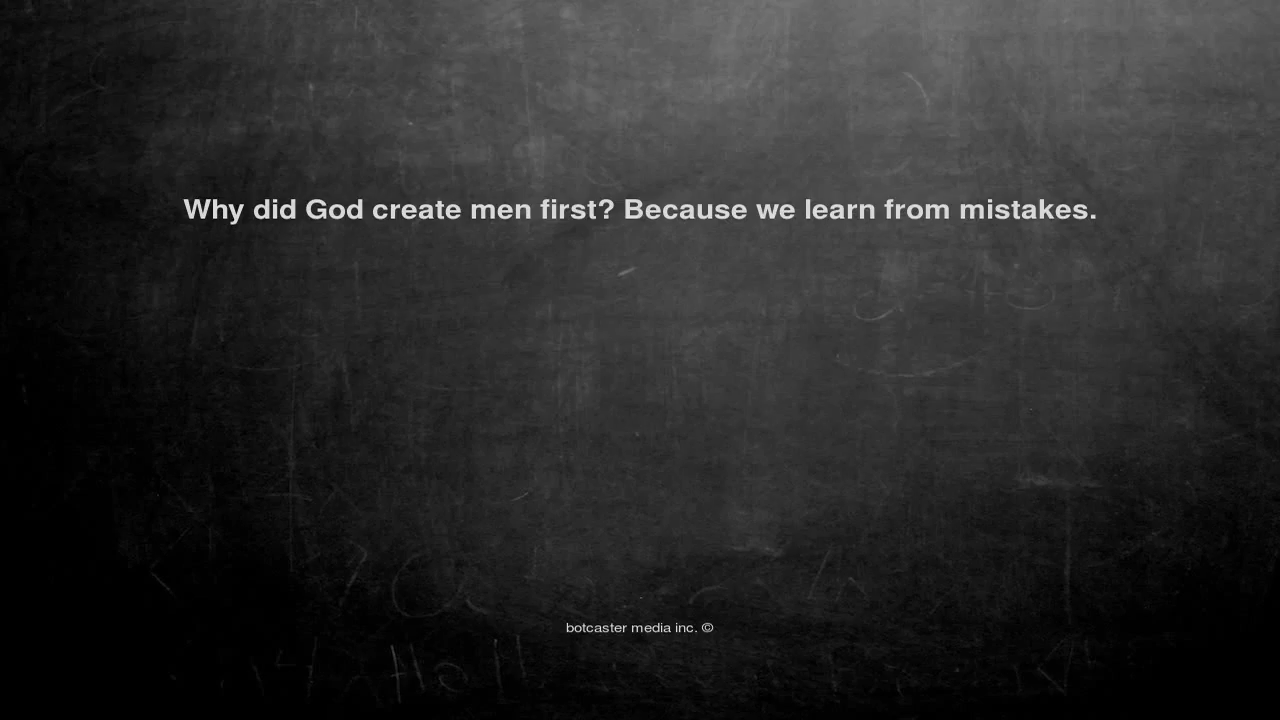 Why did God create men first? Because we learn from mistakes.
botcaster media inc. ©